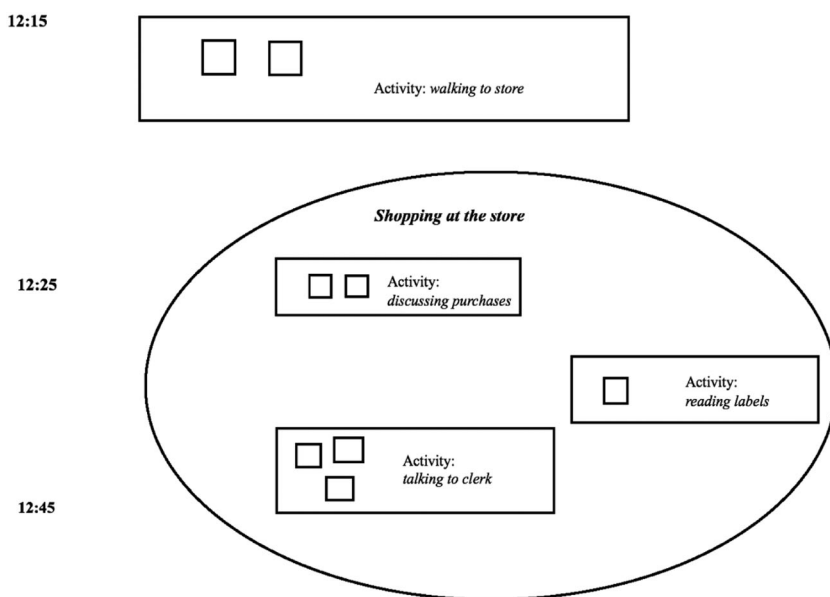 12:15
Activity: walking to store
Shopping at the store
12:25
Activity:
discussing purchases
Activity:
reading labels
Activity:
talking to clerk
12:45